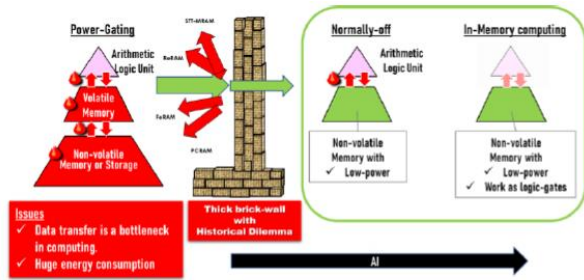 Power-Gating
Arithmetic
Logic Unit
Volatile
Memory
Non-volatile
Memory or Storage
Issues
✓ Data transfer is a bottleneck
in computing.
✓ Huge energy consumption
STT-MRAM
ReRAM
FeRAM
PCRAM
Thick brick-wall
with
Historical Dilemma
Normally-off
Arithmetic
Logic Unit
Non-volatile
Memory with
✓ Low-power
In-Memory computing
Non-volatile
Memory with
✓ Low-power
✓ Work as logic-gates
AI